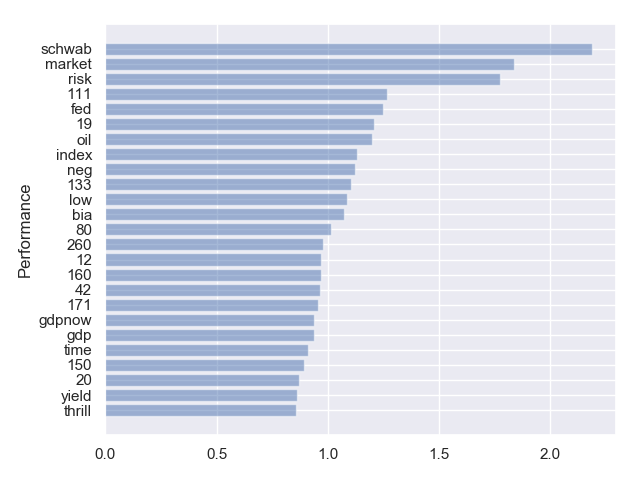 schwab
market
risk
111
fed
19
oil
index
neg
133
low
bia
80
260
12
160
42
171
gdpnow
gdp
time
150
20
yield
thrill
Performance
0.0 0.5 1.0 1.5 2.0